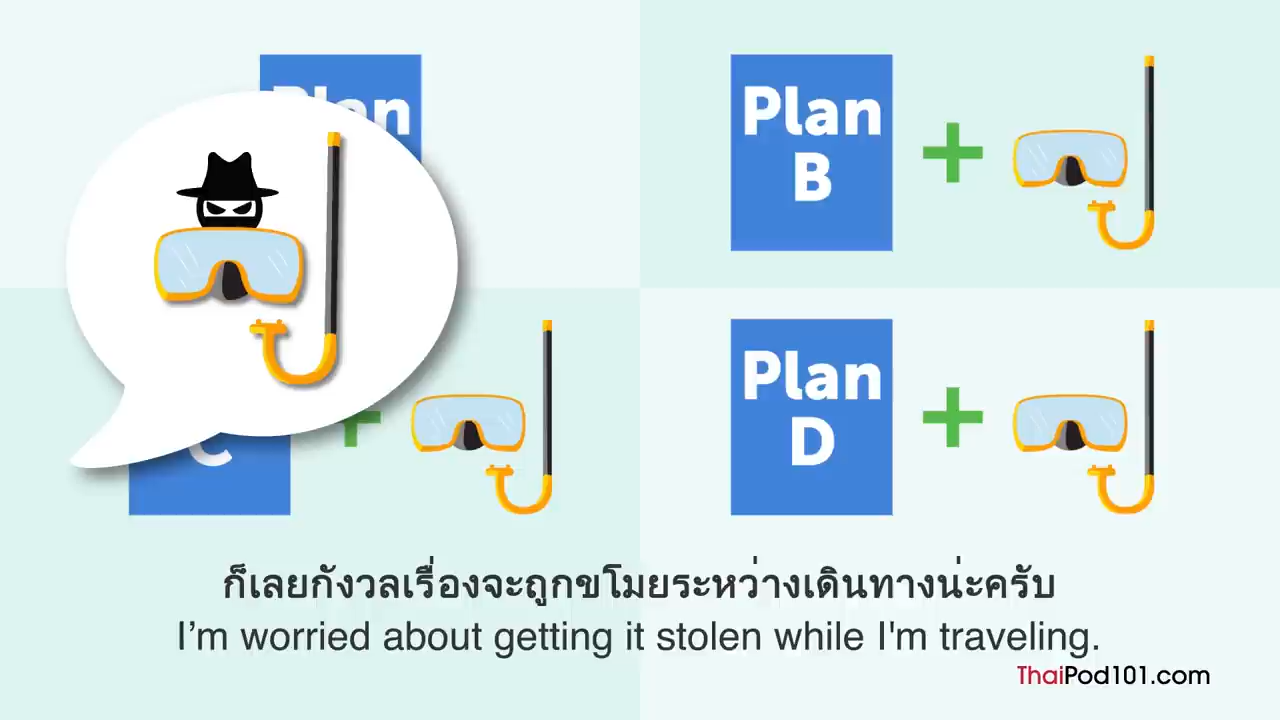 Plan
Plan
B
C
Plan
D
ก็เลยกังวลเรื่องจะถูกขโมยระหว่างเดินทางน่ะครับ
I’m worried about getting it stolen while I'm traveling.
ThaiPod101.com